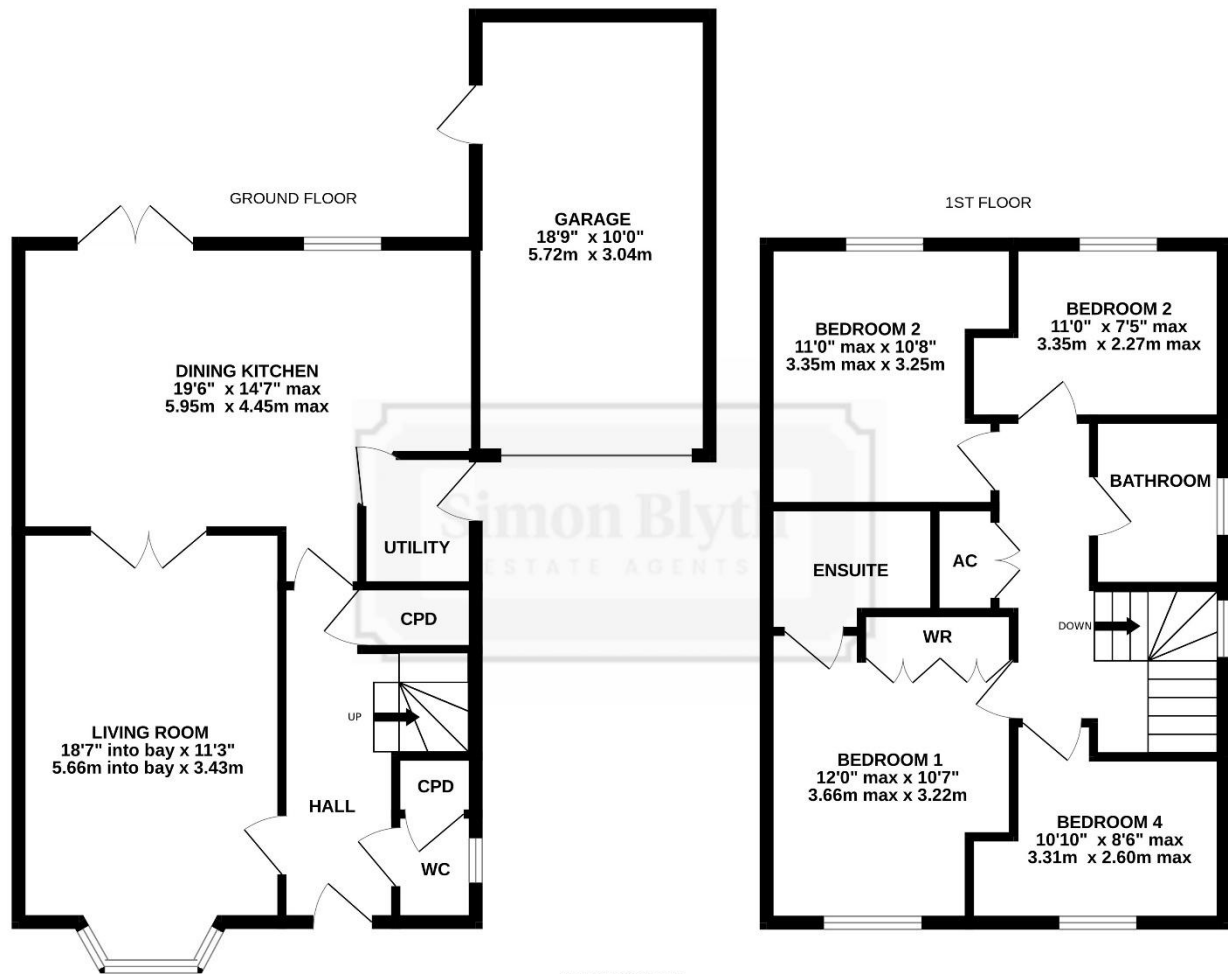 GROUND FLOOR
GARAGE
18'9" x 10'0"
5.72m x 3.04m
DINING KITCHEN
19'6" x 14'7" max
5.95m x 4.45m max
UTILITY
CPD
UP
LIVING ROOM
18'7" into bay x 11'3"
5.66m into bay x 3.43m
HALL
CPD
WC
1ST FLOOR
BEDROOM 2
11'0" max x 10'8"
3.35m max x 3.25m
BEDROOM 2
11'0" x 7'5" max
3.35m x 2.27m max
BATHROOM
ENSUITE
AC
WR
DOWN
BEDROOM 1
12'0" max x 10'7"
3.66m max x 3.22m
BEDROOM 4
10'10" x 8'6" max
3.31m x 2.60m max
Simon Blyth
ESTATE AGENTS